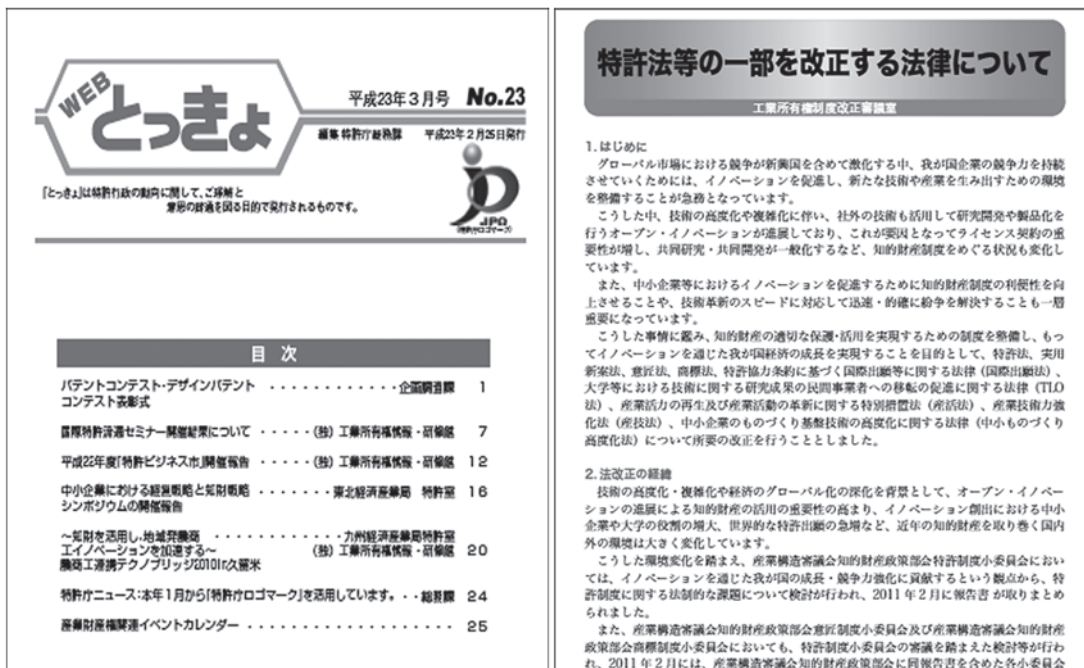 WEB
とっきょ
平成23年3月号 No.23
編集 特許庁総務課 平成23年2月25日発行
「とっきょ」は特許行政の動向に関して、ご理解と
意思の疎通を図る目的で発行されるものです。
JPO
(特許庁ロゴマーク)
目 次
パテントコンテスト・デザインパテント ・・・・・・・・・・・・企画調査課 1
コンテスト表彰式
国際特許流通セミナー開催結果について ・・・・・(独) 工業所有権情報・研修館 7
平成22年度「特許ビジネス市」開催報告 ・・・・・(独) 工業所有権情報・研修館 12
中小企業における経営戦略と知財戦略 ・・・・・・・東北経済産業局 特許室 16
シンポジウムの開催報告
～知財を活用し、地域発農商 ・・・・・・・・・・・・九州経済産業局特許室
工イノベーションを加速する～ (独) 工業所有権情報・研修館 20
農商工連携テクノブリッジ2010in久留米
特許庁ニュース:本年1月から「特許庁ロゴマーク」を活用しています。・・総務課 24
産業財産権関連イベントカレンダー ・・・・・・・・・・・・・・・・・・ 25
特許法等の一部を改正する法律について
工業所有権制度改正審議室
1.はじめに
グローバル市場における競争が新興国を含めて激化する中、我が国企業の競争力を持続
させていくためには、イノベーションを促進し、新たな技術や産業を生み出すための環境
を整備することが急務となっています。
こうした中、技術の高度化や複雑化に伴い、社外の技術も活用して研究開発や製品化を
行うオープン・イノベーションが進展しており、これが要因となってライセンス契約の重
要性が増し、共同研究・共同開発が一般化するなど、知的財産制度をめぐる状況も変化し
ています。
また、中小企業等におけるイノベーションを促進するために知的財産制度の利便性を向
上させることや、技術革新のスピードに対応して迅速・的確に紛争を解決することも一層
重要になっています。
こうした事情に鑑み、知的財産の適切な保護・活用を実現するための制度を整備し、もっ
てイノベーションを通じた我が国経済の成長を実現することを目的として、特許法、実用
新案法、意匠法、商標法、特許協力条約に基づく国際出願等に関する法律（国際出願法）、
大学等における技術に関する研究成果の民間事業者への移転の促進に関する法律（TLO
法）、産業活力の再生及び産業活動の革新に関する特別措置法（産活法）、産業技術力強
化法（産技法）、中小企業のものづくり基盤技術の高度化に関する法律（中小ものづくり
高度化法）について所要の改正を行うこととしました。
2.法改正の経緯
技術の高度化・複雑化や経済のグローバル化の深化を背景として、オープン・イノベー
ションの進展による知的財産の活用の重要性の高まり、イノベーション創出における中小
企業や大学の役割の増大、世界的な特許出願の急増など、近年の知的財産を取り巻く国内
外の環境は大きく変化しています。
こうした環境変化を踏まえ、産業構造審議会知的財産政策部会特許制度小委員会におい
ては、イノベーションを通じた我が国の成長・競争力強化に貢献するという観点から、特
許制度に関する法制的な課題について検討が行われ、2011年2月に報告書が取りまとめ
られました。
また、産業構造審議会知的財産政策部会意匠制度小委員会及び産業構造審議会知的財産
政策部会商標制度小委員会においても、特許制度小委員会の審議を踏まえた検討等が行わ
れ、2011年2月には、産業構造審議会知的財産政策部会に同報告書を含めた各小委員会